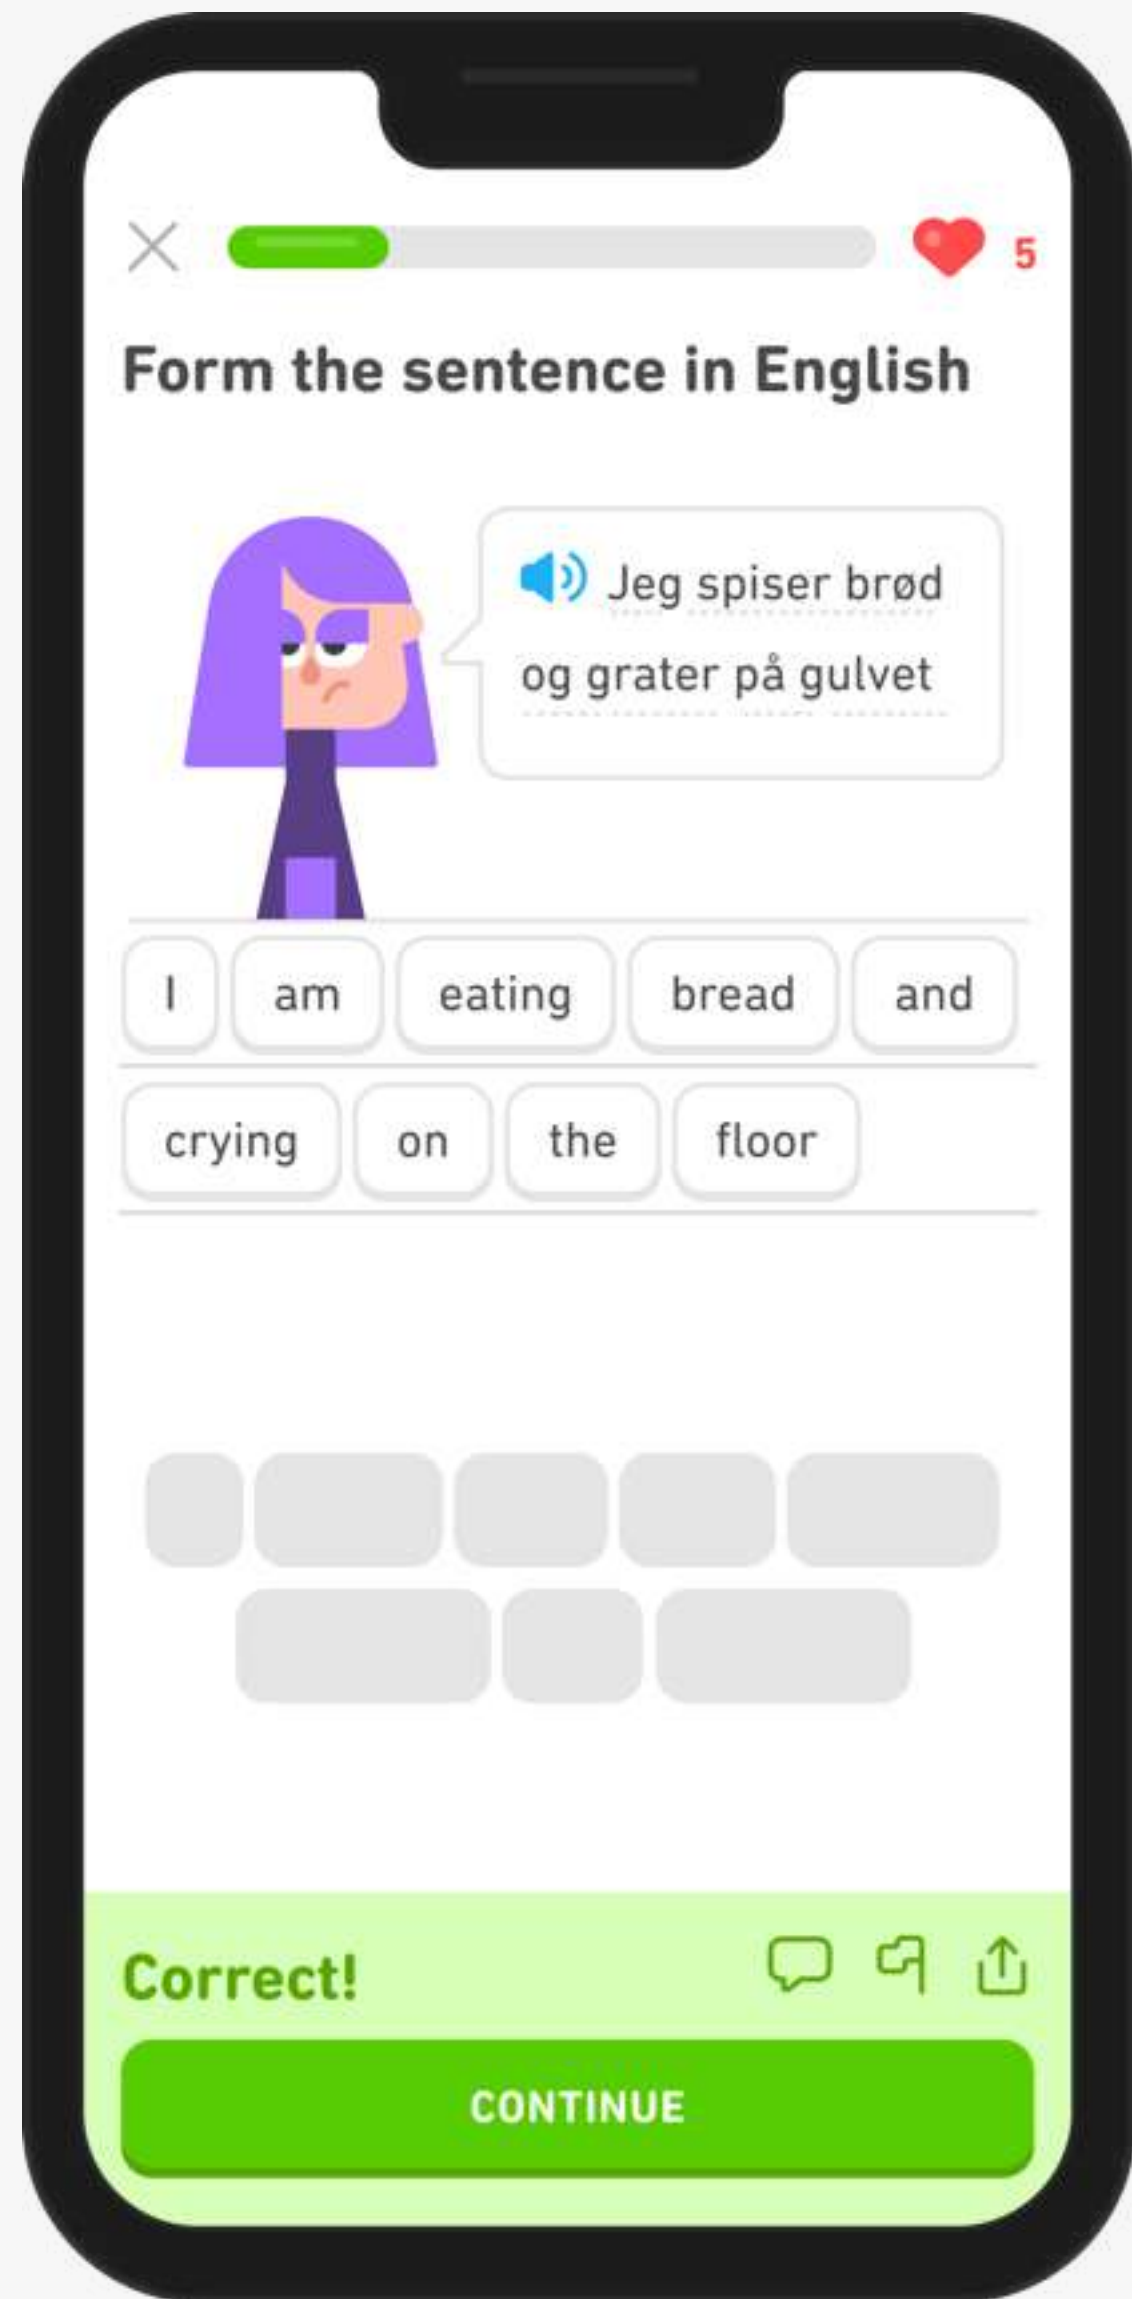 5
Form the sentence in English
Jeg spiser brød
og grater på gulvet
I am eating bread and
crying on the floor
Correct!
CONTINUE